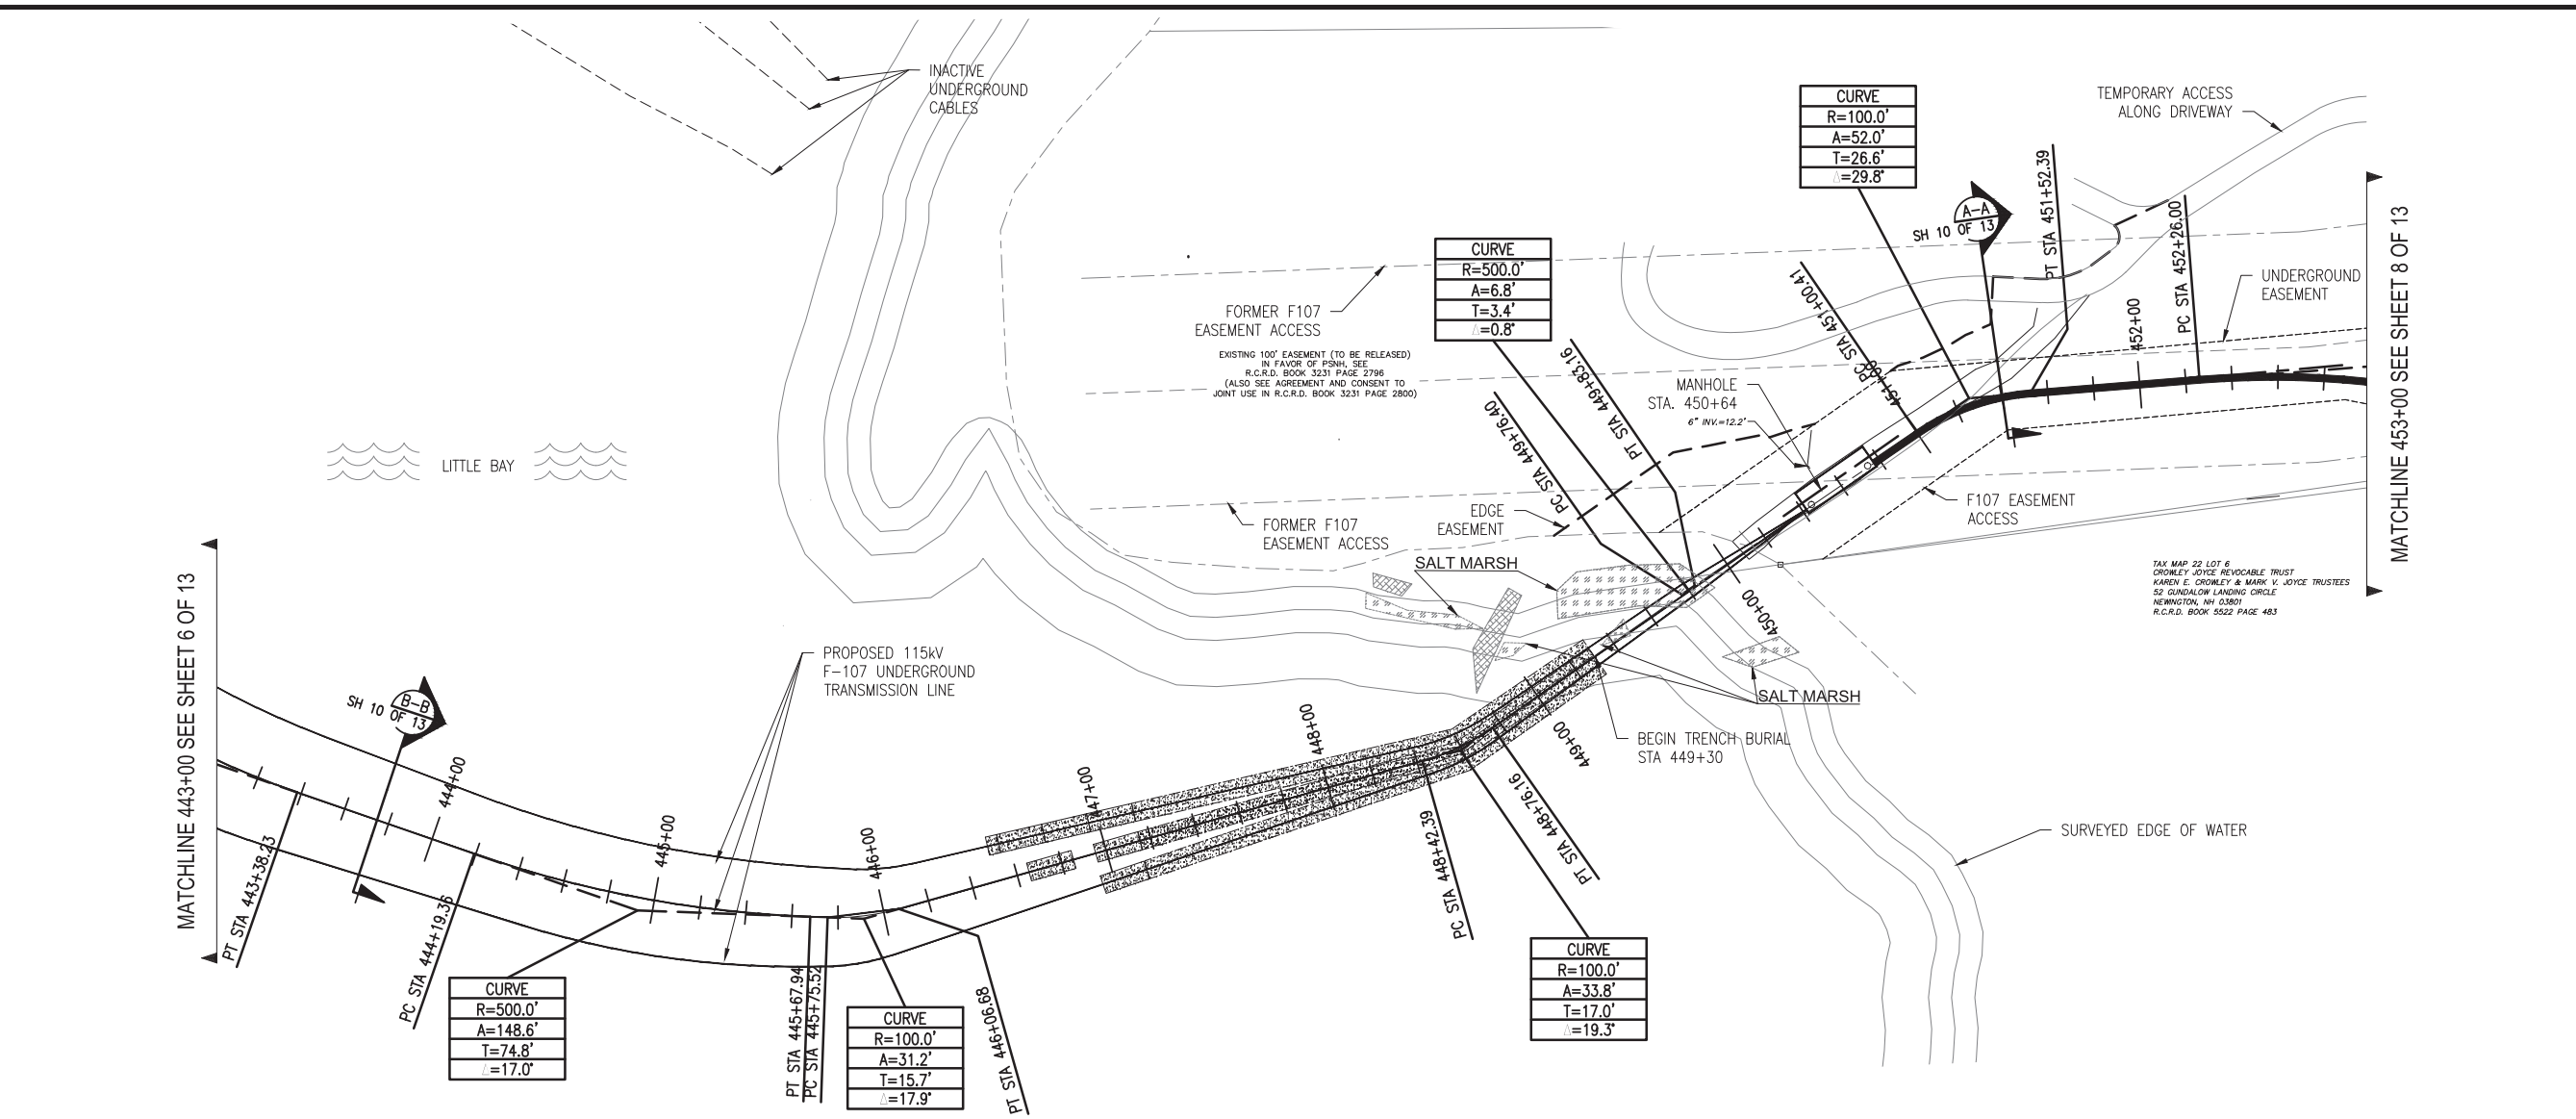 INACTIVE
UNDERGROUND
CABLES
CURVE
R=100.0'
A=52.0'
T=26.6'
△=29.8°
TEMPORARY ACCESS
ALONG DRIVEWAY
A-A
SH 10 OF 13
PT STA 451+52.39
PC STA 452+26.00
452+00
UNDERGROUND
EASEMENT
MATCHLINE 453+00 SEE SHEET 8 OF 13
CURVE
R=500.0'
A=6.8'
T=3.4'
△=0.8°
FORMER F107
EASEMENT ACCESS
EXISTING 100' EASEMENT (TO BE RELEASED)
IN FAVOR OF PSNH, SEE
R.C.R.D. BOOK 3231 PAGE 2796
(ALSO SEE AGREEMENT AND CONSENT TO
JOINT USE IN R.C.R.D. BOOK 3231 PAGE 2800)
PC STA 451+00.41
451+00
PT STA 449+83.16
PC STA 449+76.40
MANHOLE
STA. 450+64
6" INV.=12.2'
LITTLE BAY
EDGE
EASEMENT
FORMER F107
EASEMENT ACCESS
F107 EASEMENT
ACCESS
SALT MARSH
450+00
TAX MAP 22 LOT 6
CROWLEY JOYCE REVOCABLE TRUST
KAREN E. CROWLEY & MARK V. JOYCE TRUSTEES
52 GUNDALOW LANDING CIRCLE
NEWINGTON, NH 03801
R.C.R.D. BOOK 5522 PAGE 483
MATCHLINE 443+00 SEE SHEET 6 OF 13
PROPOSED 115kV
F-107 UNDERGROUND
TRANSMISSION LINE
B-B
SH 10 OF 13
SALT MARSH
BEGIN TRENCH BURIAL
STA 449+30
449+00
448+00
447+00
446+00
445+00
444+00
SURVEYED EDGE OF WATER
PT STA 443+38.23
PC STA 444+19.36
PT STA 445+67.94
PC STA 445+75.52
PT STA 446+06.68
PC STA 448+42.39
PT STA 448+76.16
CURVE
R=500.0'
A=148.6'
T=74.8'
△=17.0°
CURVE
R=100.0'
A=31.2'
T=15.7'
△=17.9°
CURVE
R=100.0'
A=33.8'
T=17.0'
△=19.3°